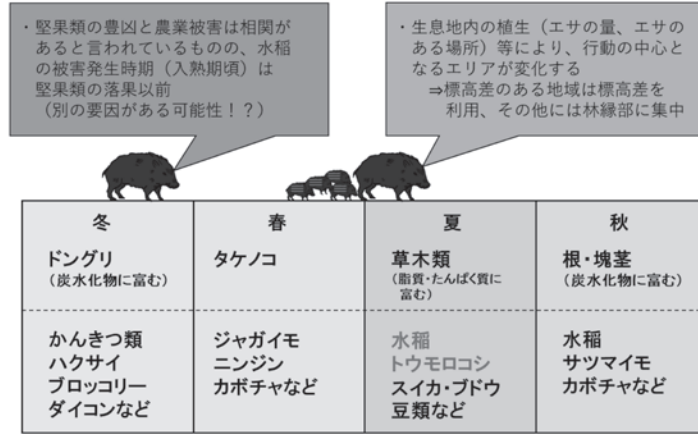 ・堅果類の豊凶と農業被害は相関が
あると言われているものの、水稲
の被害発生時期（入熟期頃）は
堅果類の落果以前
（別の要因がある可能性！？）
・生息地内の植生（エサの量、エサの
ある場所）等により、行動の中心と
なるエリアが変化する
⇒標高差のある地域は標高差を
利用、その他には林縁部に集中
冬
春
夏
秋
ドングリ
（炭水化物に富む）
タケノコ
草木類
（脂質・たんぱく質に
富む）
根・塊茎
（炭水化物に富む）
かんきつ類
ハクサイ
ブロッコリー
ダイコンなど
ジャガイモ
ニンジン
カボチャなど
水稲
トウモロコシ
スイカ・ブドウ
豆類など
水稲
サツマイモ
カボチャなど